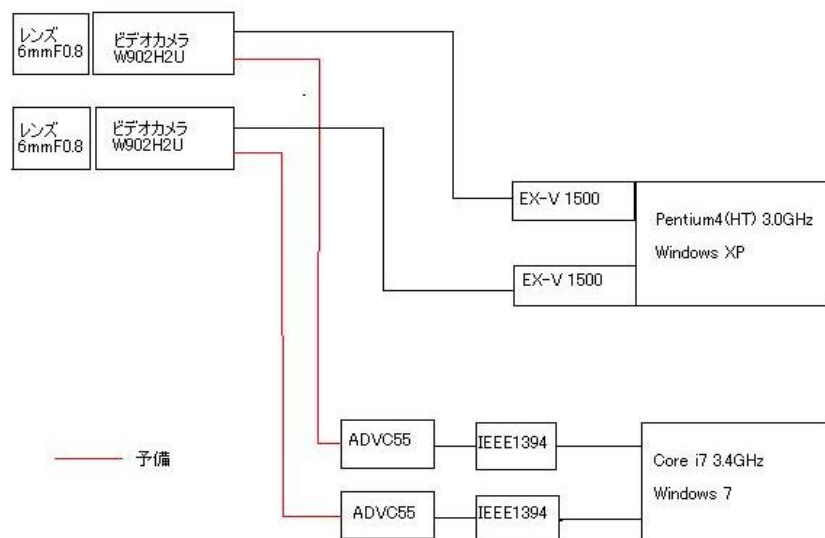 レンズ
6mmF0.8
ビデオカメラ
W902H2U
レンズ
6mmF0.8
ビデオカメラ
W902H2U
EX-V 1500
Pentium4(HT) 3.0GHz
Windows XP
EX-V 1500
ADVC55
IEEE1394
Core i7 3.4GHz
Windows 7
予備
ADVC55
IEEE1394